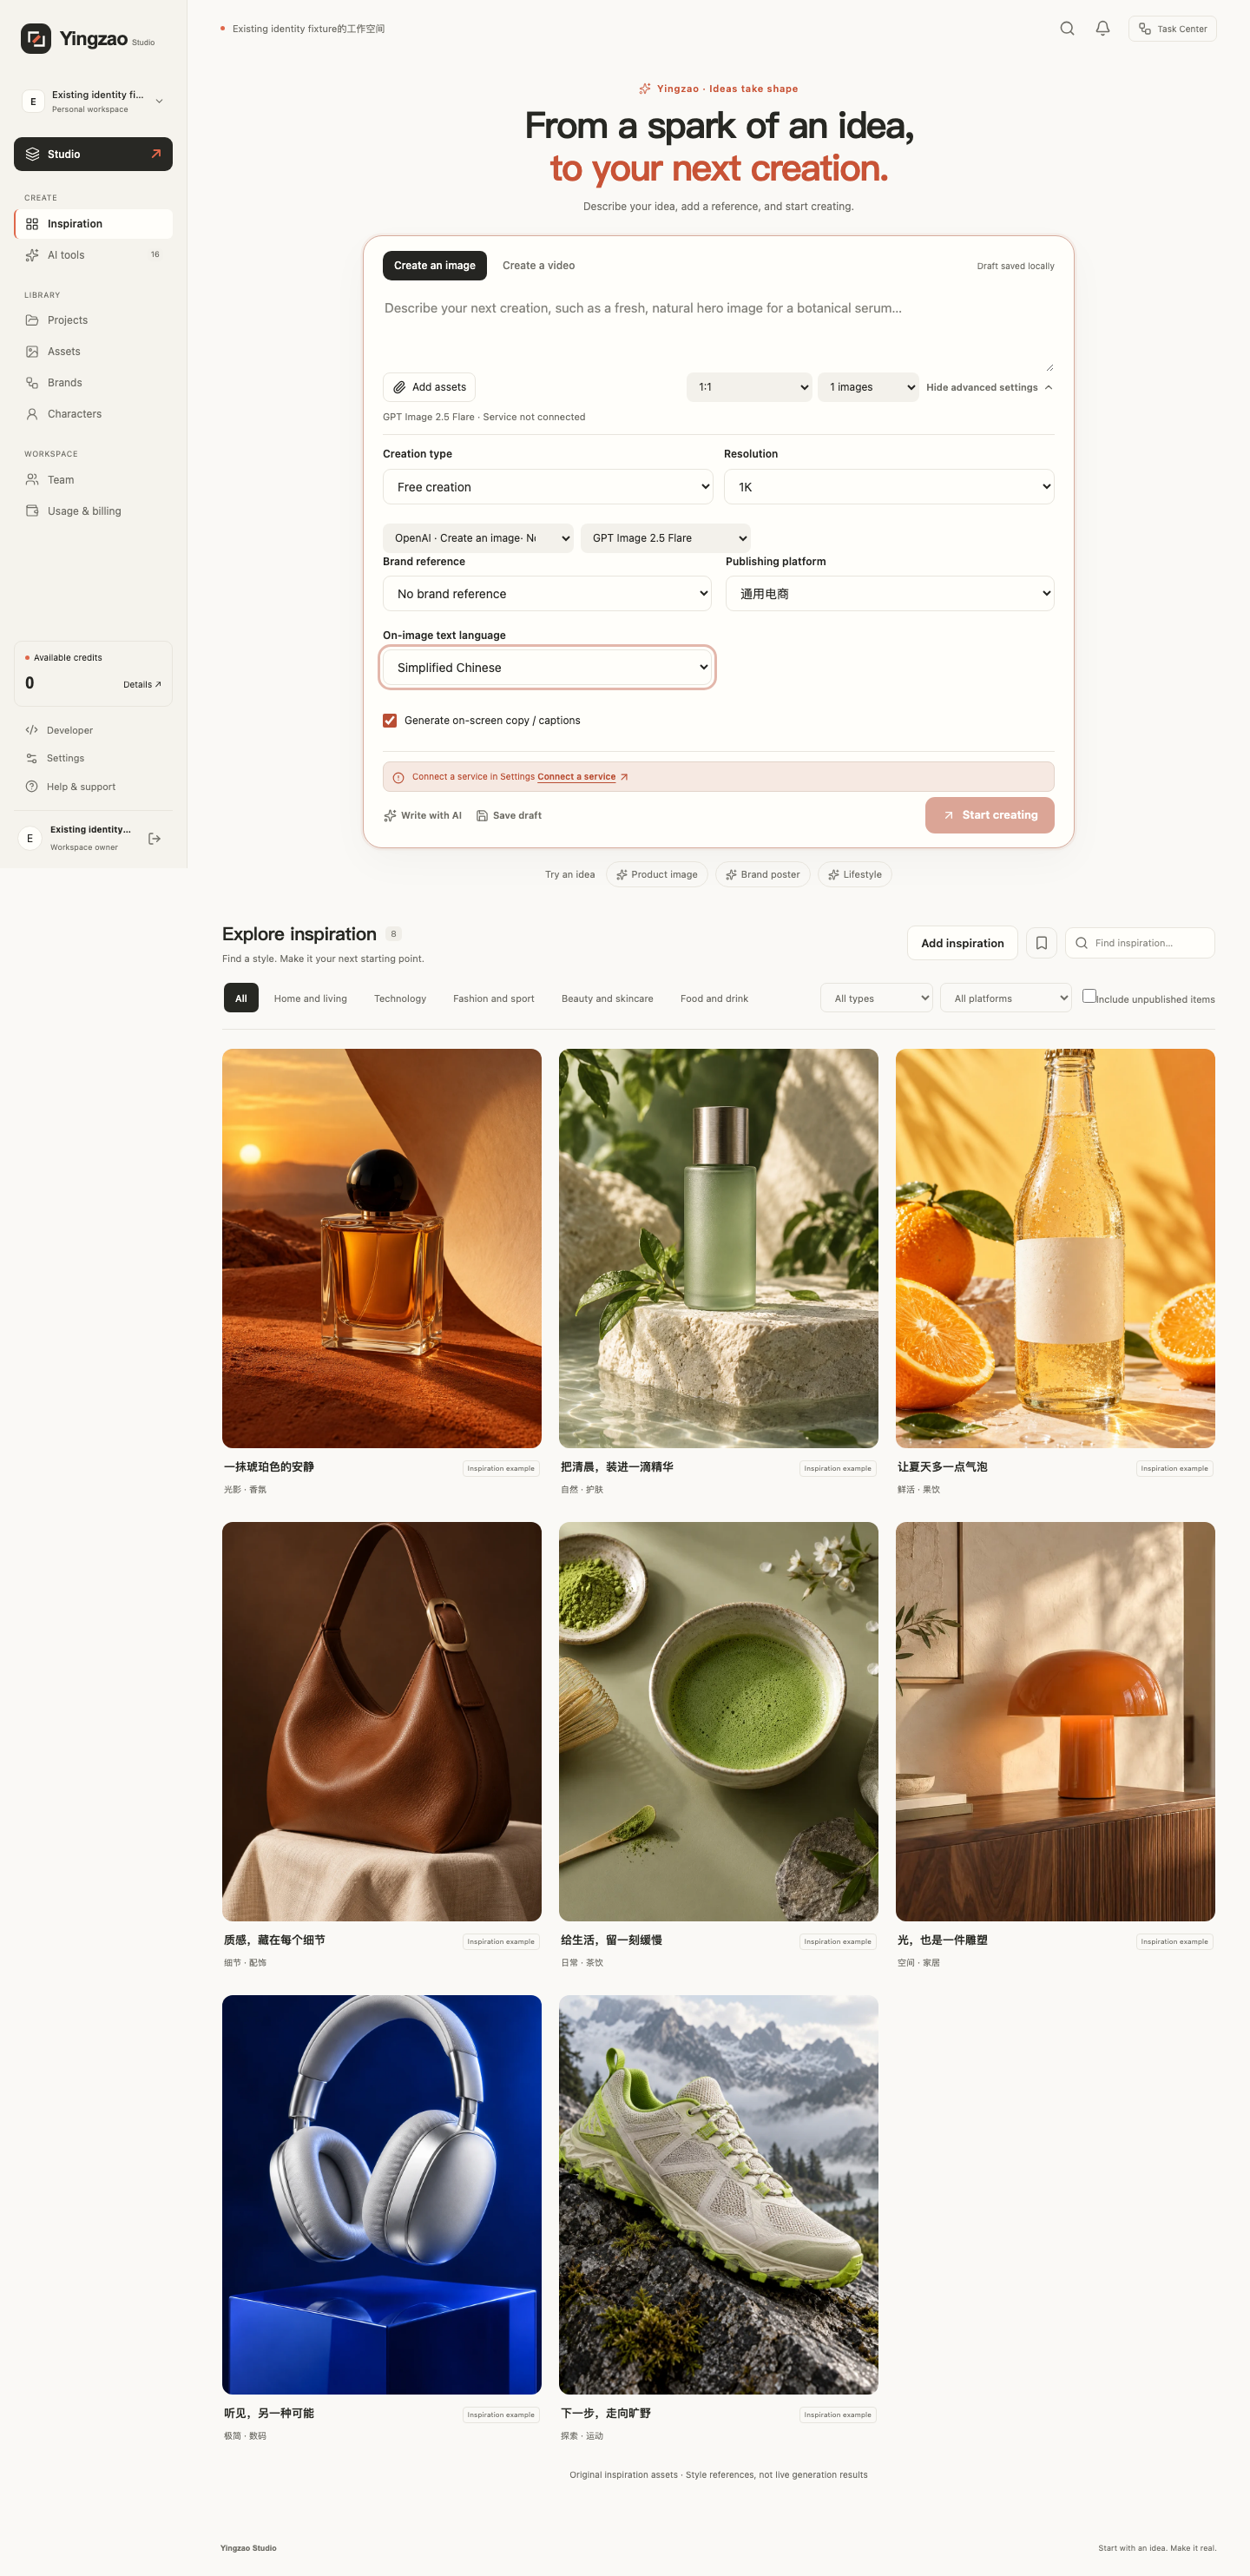 Yingzao Studio
Existing identity fixture的工作空间
Task Center
E
Existing identity fi...
Personal workspace
Studio
CREATE
Inspiration
AI tools
16
LIBRARY
Projects
Assets
Brands
Characters
WORKSPACE
Team
Usage & billing
Available credits
0
Details
Developer
Settings
Help & support
E
Existing identity...
Workspace owner
Yingzao · Ideas take shape
From a spark of an idea,
to your next creation.
Describe your idea, add a reference, and start creating.
Create an image
Create a video
Draft saved locally
Describe your next creation, such as a fresh, natural hero image for a botanical serum...
Add assets
1:1
1 images
Hide advanced settings
GPT Image 2.5 Flare · Service not connected
Creation type
Resolution
Free creation
1K
OpenAI · Create an image·
GPT Image 2.5 Flare
Brand reference
Publishing platform
No brand reference
通用电商
On-image text language
Simplified Chinese
Generate on-screen copy / captions
Connect a service in Settings Connect a service
Write with AI
Save draft
Start creating
Try an idea
Product image
Brand poster
Lifestyle
Explore inspiration
8
Find a style. Make it your next starting point.
Add inspiration
Find inspiration...
All
Home and living
Technology
Fashion and sport
Beauty and skincare
Food and drink
All types
All platforms
Include unpublished items
一抹琥珀色的安静
Inspiration example
光影 · 香氛
把清晨，装进一滴精华
Inspiration example
自然 · 护肤
让夏天多一点气泡
Inspiration example
鲜活 · 果饮
质感，藏在每个细节
Inspiration example
细节 · 配饰
给生活，留一刻缓慢
Inspiration example
日常 · 茶饮
光，也是一件雕塑
Inspiration example
空间 · 家居
听见，另一种可能
Inspiration example
极简 · 数码
下一步，走向旷野
Inspiration example
探索 · 运动
Original inspiration assets · Style references, not live generation results
Yingzao Studio
Start with an idea. Make it real.